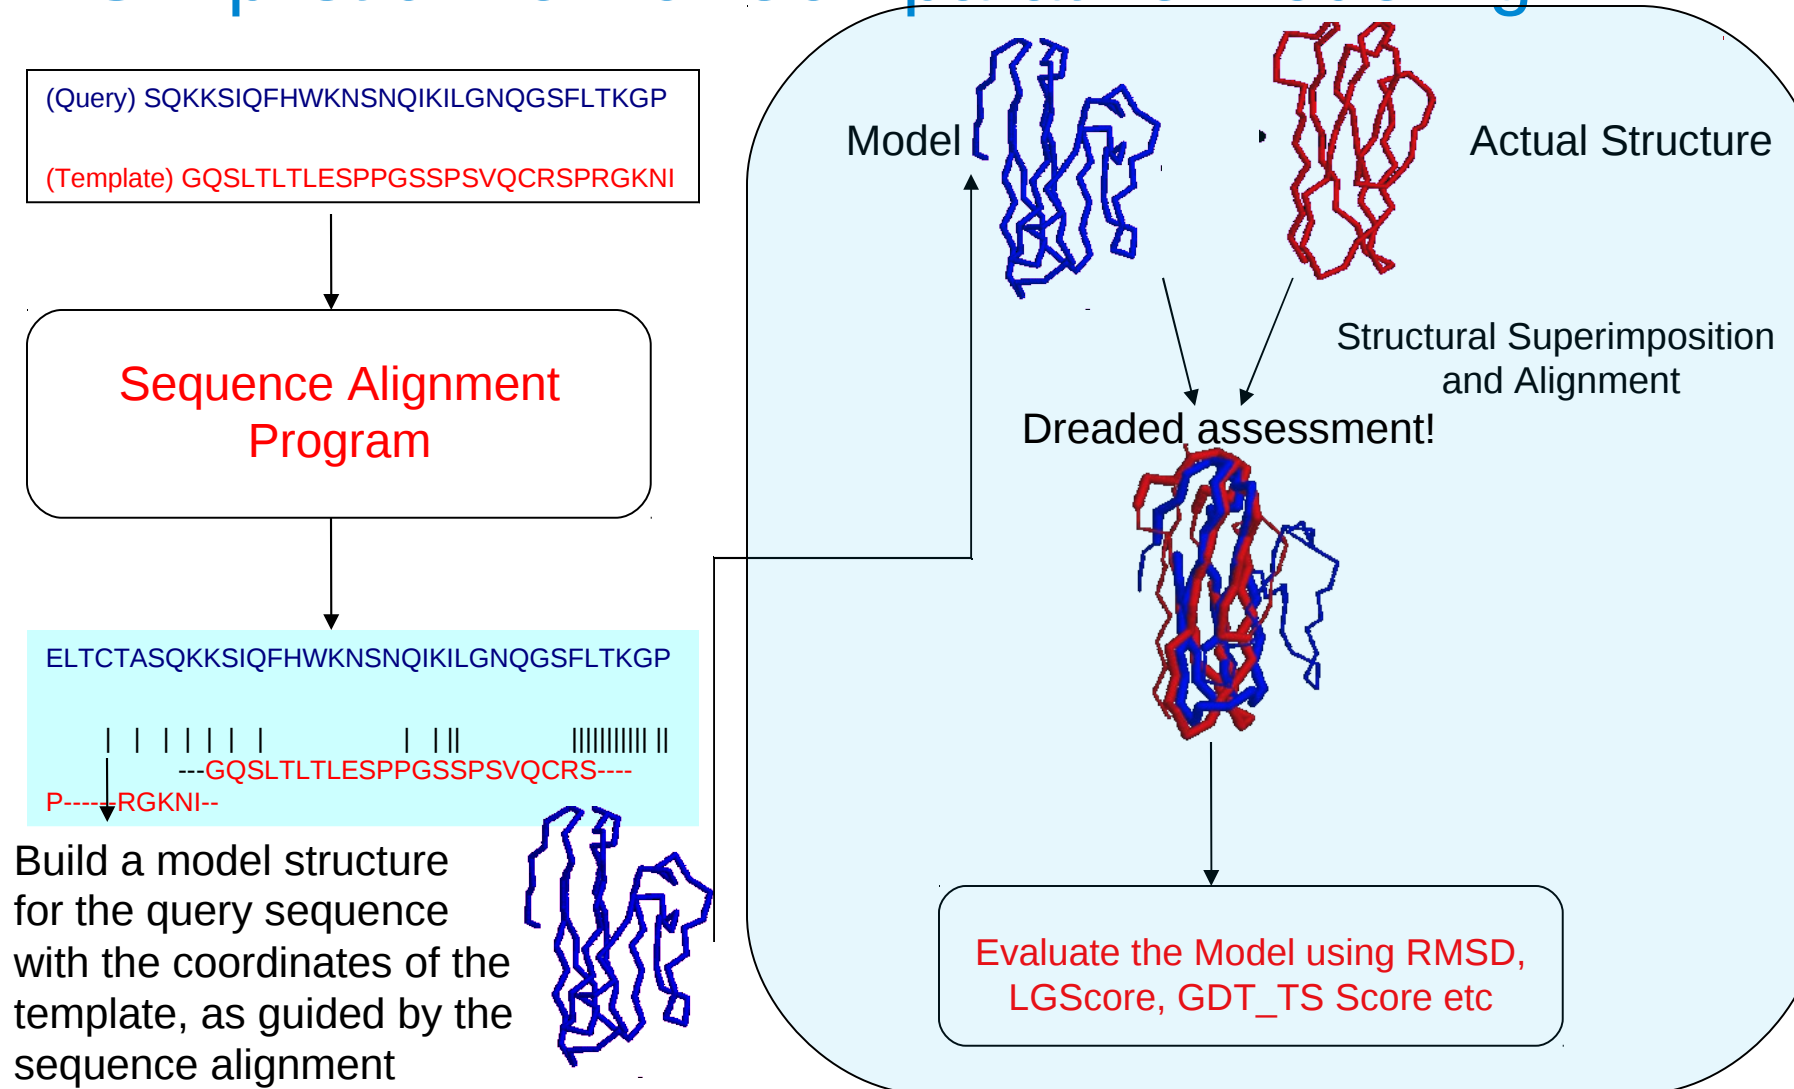 (Query) SQKKSIQFHWKNSNQIKILGNQGSFLTKGP
(Template) GQSLTLTLESPPGSSPSVQCRSPRGKNI
Sequence Alignment
Program
ELTCTASQKKSIQFHWKNSNQIKILGNQGSFLTKGP
| | | | | | | | | || ||||||||||| ||
---GQSLTLTLESPPGSSPSVQCRS----
P------RGKNI--
Build a model structure
for the query sequence
with the coordinates of the
template, as guided by the
sequence alignment
Model
Actual Structure
Structural Superimposition
and Alignment
Dreaded assessment!
Evaluate the Model using RMSD,
LGScore, GDT_TS Score etc